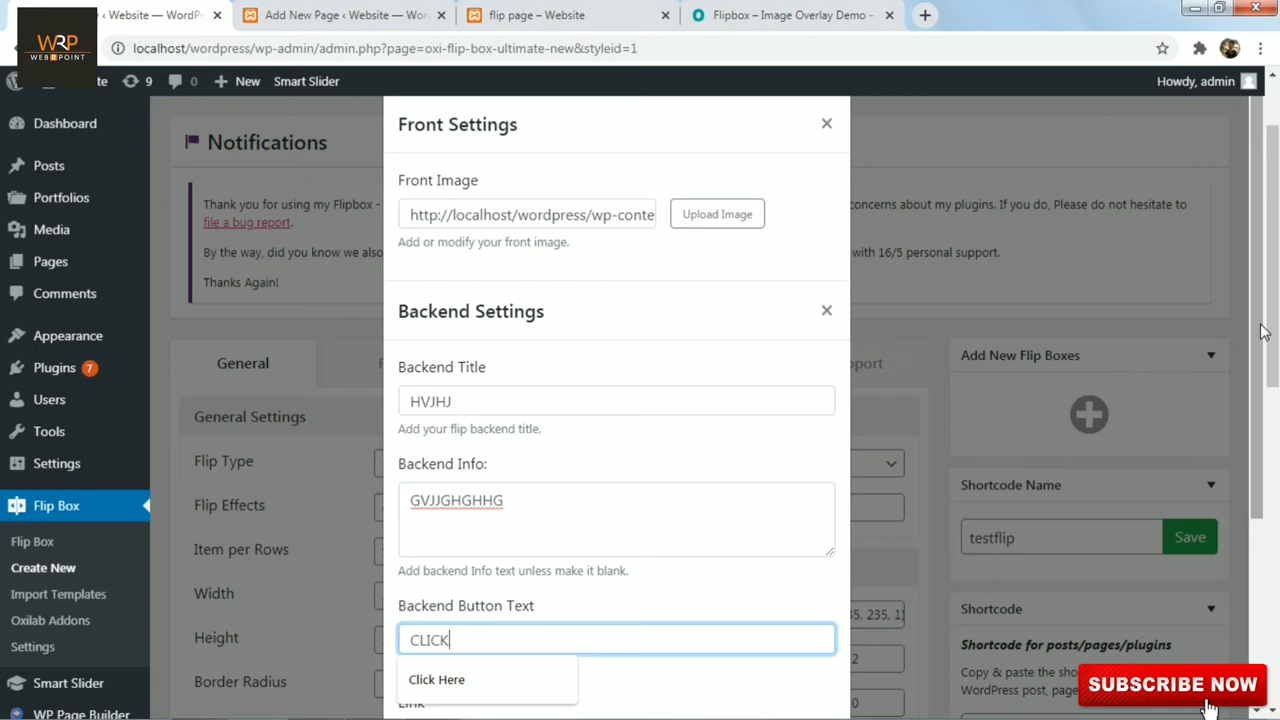 ‹ Website — WordPr
Add New Page ‹ Website — Wor
flip page – Website
Flipbox – Image Overlay Demo –
localhost/wordpress/wp-admin/admin.php?page=oxi-flip-box-ultimate-new&styleid=1
WRP
WEB POINT
te
9
0
New
Smart Slider
Howdy, admin
Dashboard
Posts
Portfolios
Media
Pages
Comments
Appearance
Plugins 7
Users
Tools
Settings
Flip Box
Flip Box
Create New
Import Templates
Oxilab Addons
Settings
Smart Slider
WP Page Builder
Notifications
Thank you for using my Flipbox -
concerns about my plugins. If you do, Please do not hesitate to
file a bug report.
By the way, did you know we also
with 16/5 personal support.
Thanks Again!
General
pport
General Settings
Flip Type
Flip Effects
Item per Rows
Width
Height
Border Radius
35, 235, 1)
2
0
Front Settings
Front Image
http://localhost/wordpress/wp-conte
Upload Image
Add or modify your front image.
Backend Settings
Backend Title
HVJHJ
Add your flip backend title.
Backend Info:
GVJJGHGHHG
Add backend Info text unless make it blank.
Backend Button Text
CLICK
Click Here
Link
Add New Flip Boxes
Shortcode Name
testflip
Save
Shortcode
Shortcode for posts/pages/plugins
Copy & paste the sho
WordPress post, page
SUBSCRIBE NOW